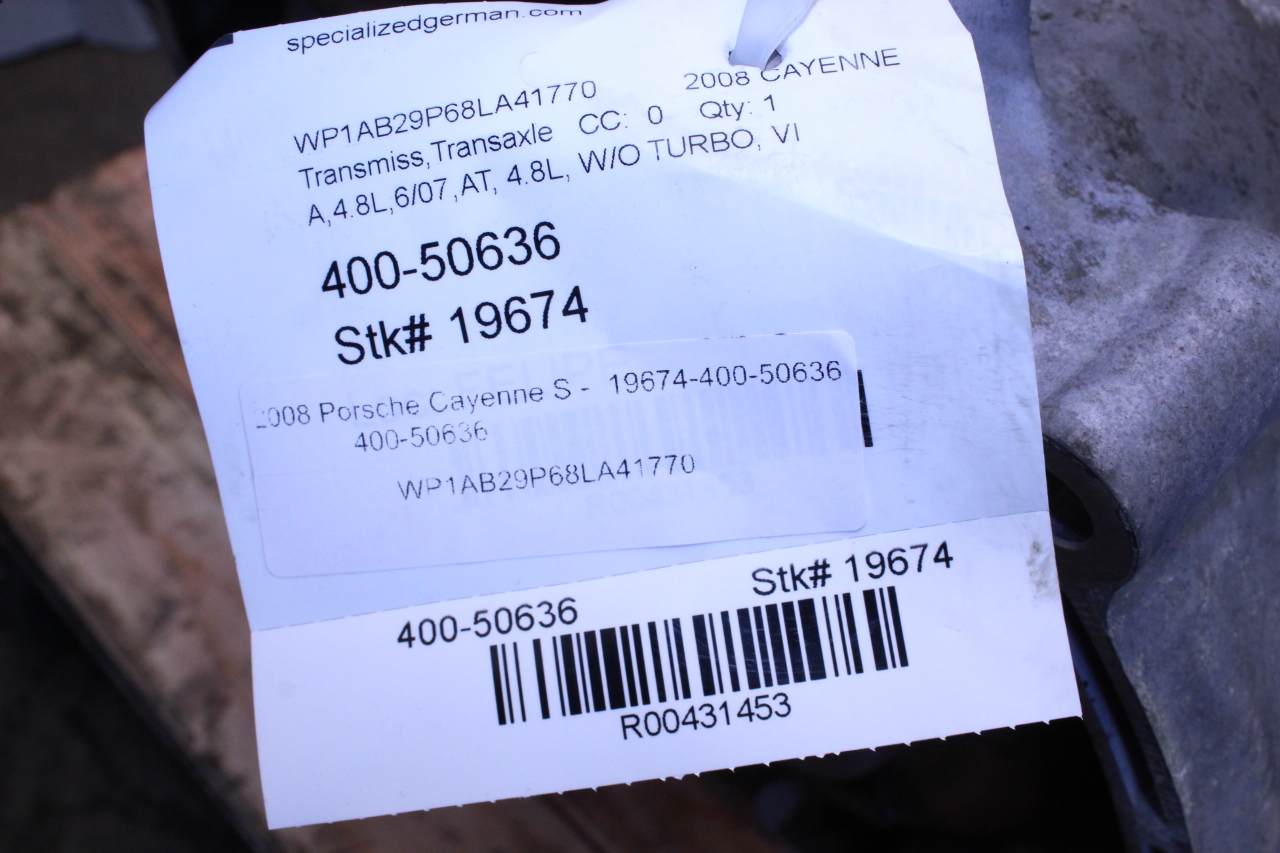 specializedgerman.com
WP1AB29P68LA41770 2008 CAYENNE
Transmiss,Transaxle CC: 0 Qty: 1
A,4.8L,6/07,AT, 4.8L, W/O TURBO, VI
400-50636
Stk# 19674
2008 Porsche Cayenne S - 19674-400-50636
400-50636
WP1AB29P68LA41770
400-50636 Stk# 19674
R00431453